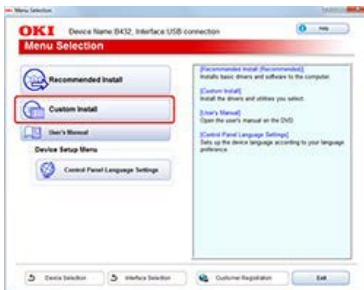 Menu Selection
OKI Device Name:B432, Interface:USB connection
Help
Menu Selection
Recommended Install
Custom Install
User's Manual
Device Setup Menu
Control Panel Language Settings
[Recommended Install (Recommended)]
Installs basic drivers and software to the computer.
[Custom Install]
Install the drivers and utilities you select.
[User's Manual]
Open the user's manual on the DVD
[Control Panel Language Settings]
Sets up the device language according to your language
preference.
Device Selection
Interface Selection
Customer Registration
Exit